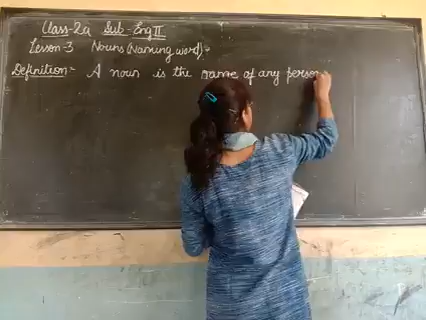 Class-2a Sub-Eng II
Lesson-3 Nouns (Naming word):-
Definition:- A noun is the name of any person